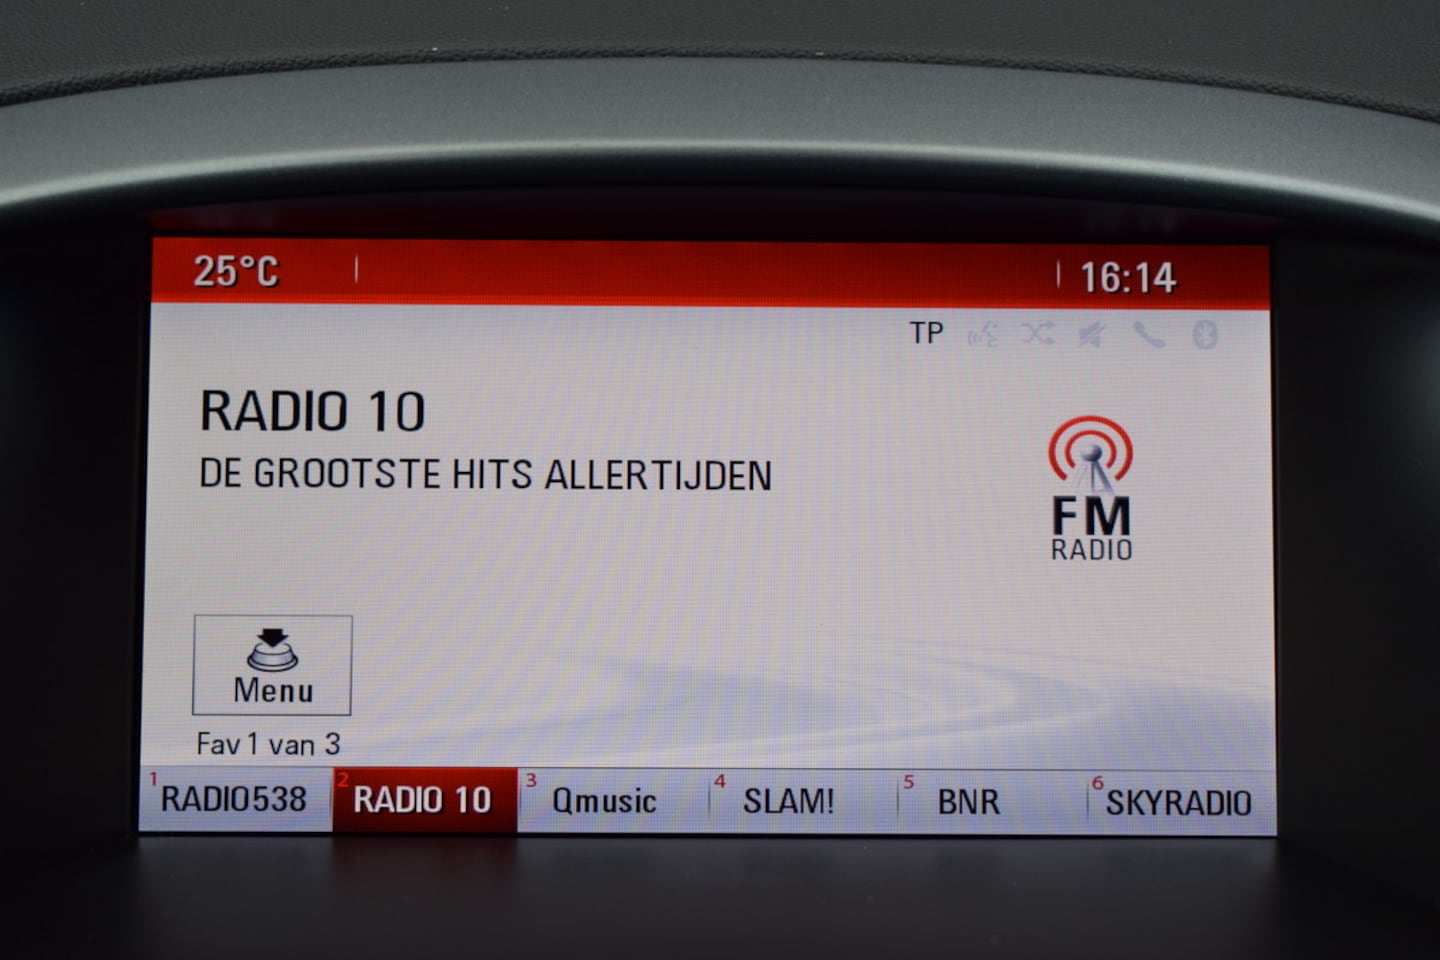 25°C
16:14
TP
RADIO 10
DE GROOTSTE HITS ALLERTIJDEN
FM
RADIO
Menu
Fav 1 van 3
1 RADIO538 2 RADIO 10 3 Qmusic 4 SLAM! 5 BNR 6 SKYRADIO